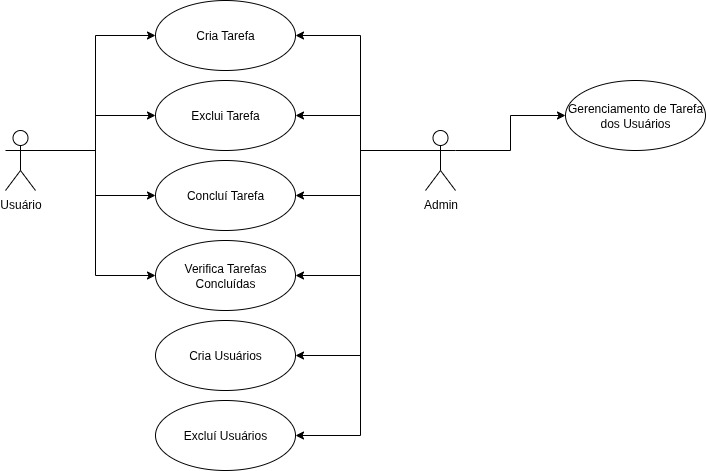 Cria Tarefa
Exclui Tarefa
Gerenciamento de Tarefa
dos Usuários
Usuário
Concluí Tarefa
Admin
Verifica Tarefas
Concluídas
Cria Usuários
Excluí Usuários